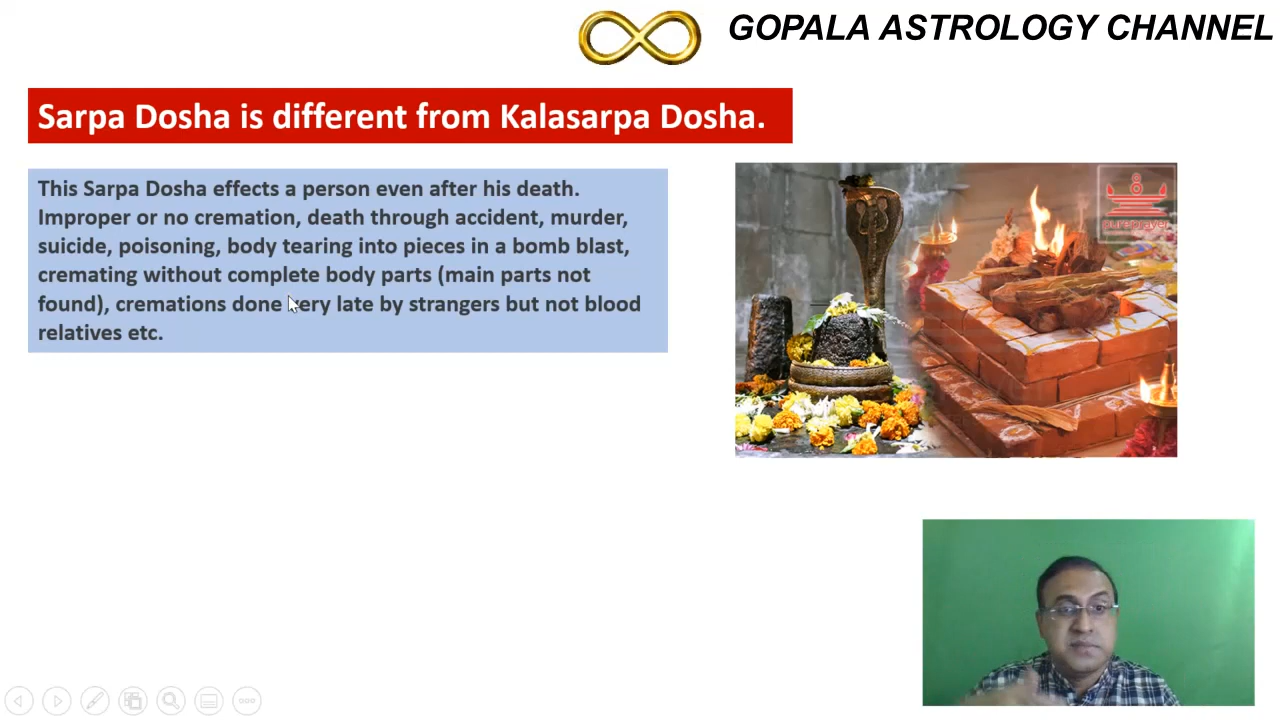 GOPALA ASTROLOGY CHANNEL
Sarpa Dosha is different from Kalasarpa Dosha.
This Sarpa Dosha effects a person even after his death.
Improper or no cremation, death through accident, murder,
suicide, poisoning, body tearing into pieces in a bomb blast,
cremating without complete body parts (main parts not
found), cremations done very late by strangers but not blood
relatives etc.
pureprayer